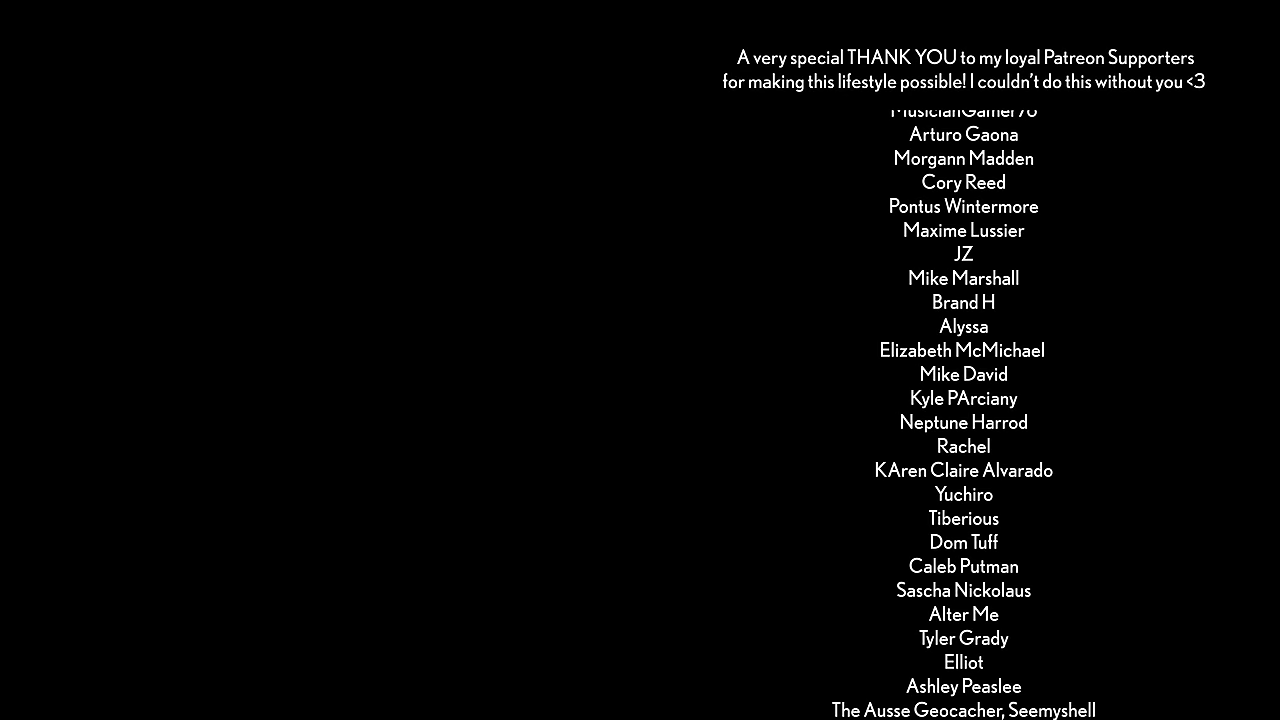 A very special THANK YOU to my loyal Patreon Supporters
for making this lifestyle possible! I couldn't do this without you <3
Arturo Gaona
Morgann Madden
Cory Reed
Pontus Wintermore
Maxime Lussier
JZ
Mike Marshall
Brand H
Alyssa
Elizabeth McMichael
Mike David
Kyle PArciany
Neptune Harrod
Rachel
KAren Claire Alvarado
Yuchiro
Tiberious
Dom Tuff
Caleb Putman
Sascha Nickolaus
Alter Me
Tyler Grady
Elliot
Ashley Peaslee
The Ausse Geocacher, Seemyshell